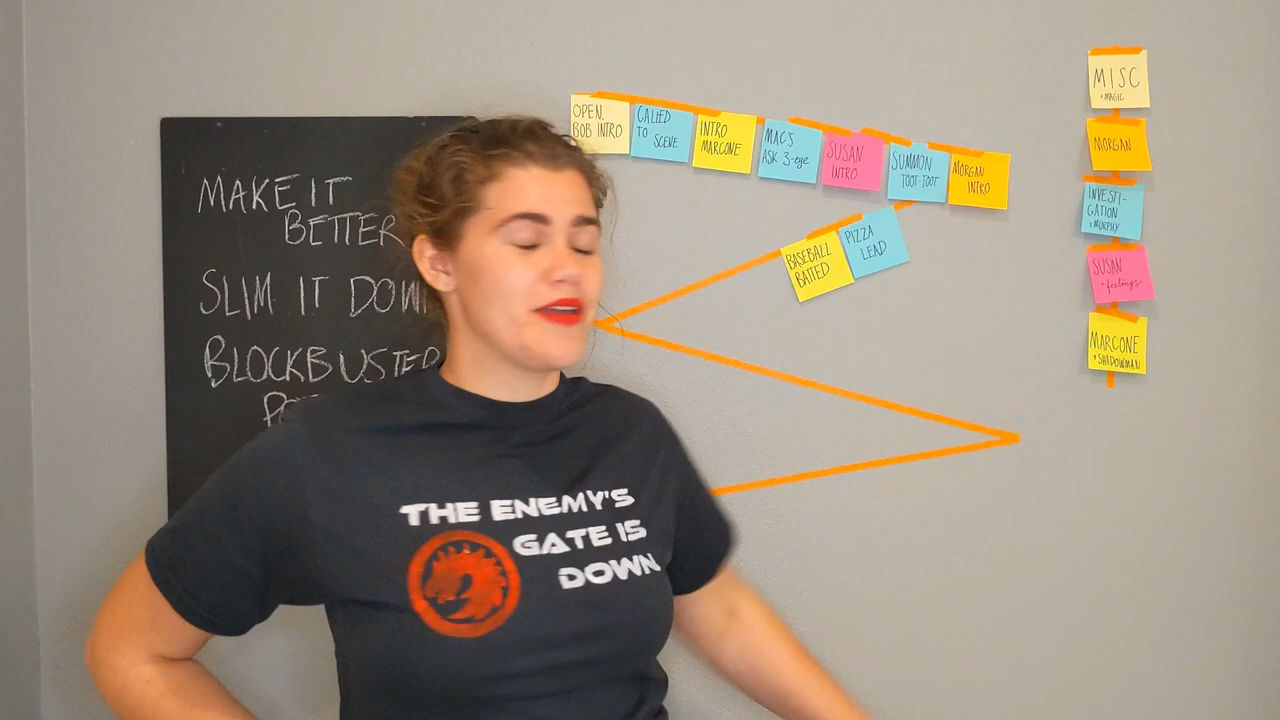 MAKE IT
BETTER
SLIM IT DOWN
BLOCKBUSTER
OPEN,
BOB INTRO
CALLED
TO SCENE
INTRO
MARCONE
MAC'S
ASK 3-eye
SUSAN
INTRO
SUMMON
TOOT-TOOT
MORGAN
INTRO
BASEBALL
BATTED
PIZZA
LEAD
MISC
+MAGIC
MORGAN
INVESTI-
GATION
+MURPHY
SUSAN
+feelings
MARCONE
+SHADOWMAN
THE ENEMY'S
GATE IS
DOWN